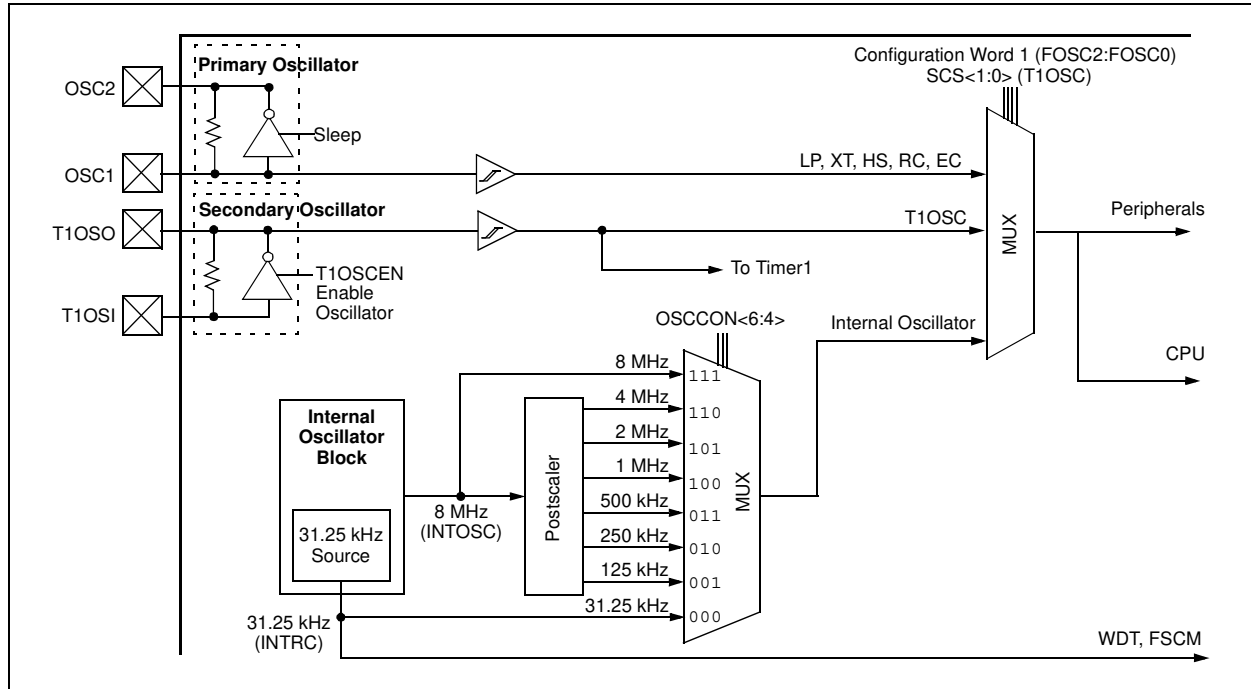 Configuration Word 1 (FOSC2:FOSC0)
SCS<1:0> (T1OSC)
Primary Oscillator
OSC2
Sleep
OSC1
LP, XT, HS, RC, EC
Secondary Oscillator
T1OSO
T1OSC
Peripherals
MUX
To Timer1
T1OSCEN
Enable
Oscillator
T1OSI
OSCCON<6:4>
Internal Oscillator
CPU
8 MHz
111
4 MHz
110
Internal
Oscillator
Block
2 MHz
101
1 MHz
100
MUX
Postscaler
8 MHz
(INTOSC)
500 kHz
011
31.25 kHz
Source
250 kHz
010
125 kHz
001
31.25 kHz
000
31.25 kHz
(INTRC)
WDT, FSCM